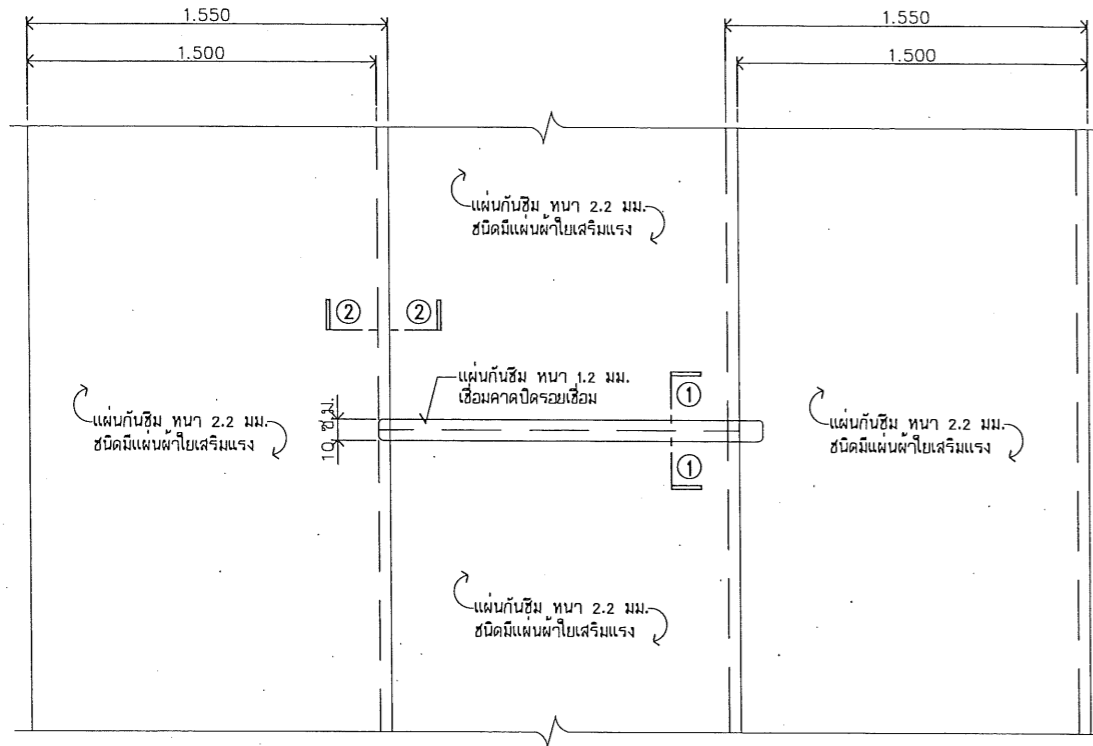 1.550
1.550
1.500
1.500
แผ่นกันซึม หนา 2.2 มม.
ชนิดมีแผ่นผ้าใยเสริมแรง
2 2
แผ่นกันซึม หนา 1.2 มม.
เชื่อมคาดปิดรอยเชื่อม
1
10 ซ.ม.
แผ่นกันซึม หนา 2.2 มม.
ชนิดมีแผ่นผ้าใยเสริมแรง
แผ่นกันซึม หนา 2.2 มม.
ชนิดมีแผ่นผ้าใยเสริมแรง
1
แผ่นกันซึม หนา 2.2 มม.
ชนิดมีแผ่นผ้าใยเสริมแรง